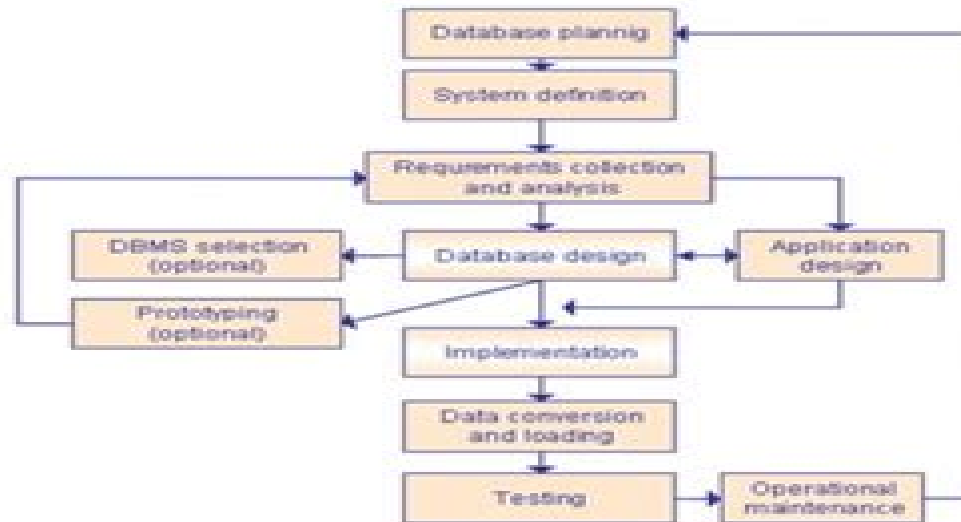 Database plannig
System definition
Requrements collection
and analysis
DBMS selection
(optional)
Database design
Application
design
Prototyping
(optional)
Implementation
Data conversion
and loading
Testing
Operational
maintenance